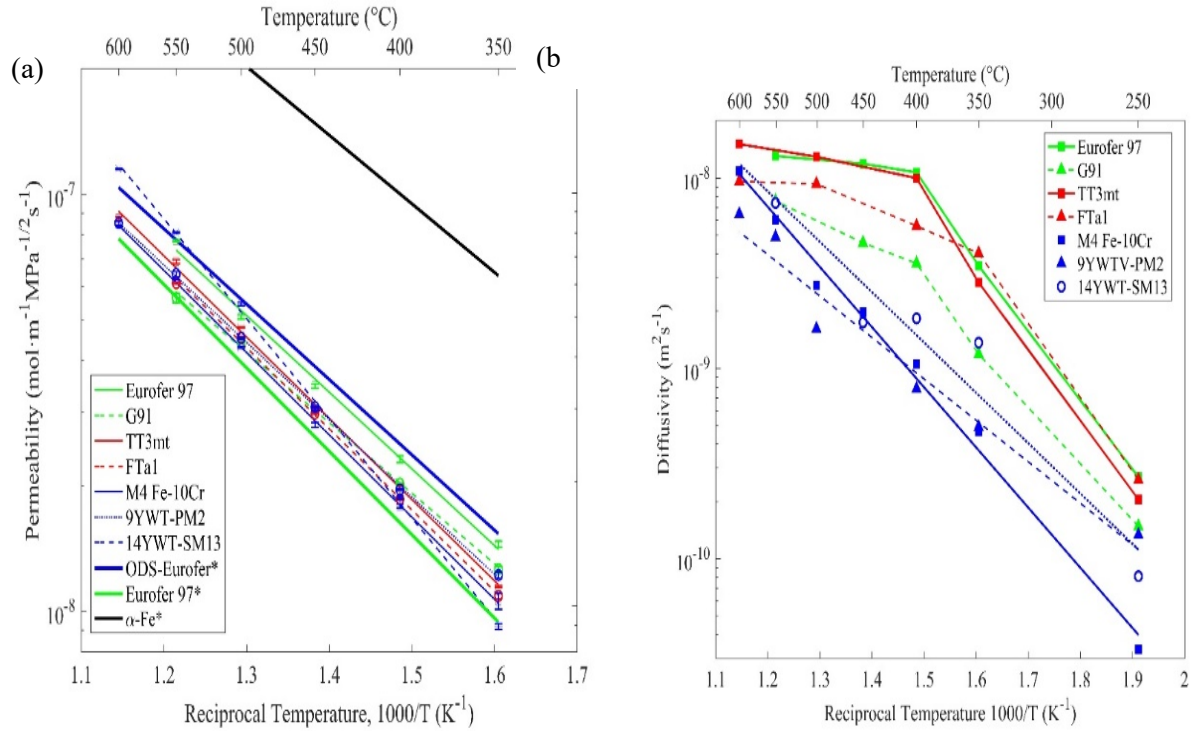 (a)
Temperature (°C)
600 550 500 450 400 350
10⁻⁷
10⁻⁸
Permeability (mol·m⁻¹MPa⁻¹/²s⁻¹)
Eurofer 97
G91
TT3mt
FTa1
M4 Fe-10Cr
9YWT-PM2
14YWT-SM13
ODS-Eurofer*
Eurofer 97*
α-Fe*
1.1 1.2 1.3 1.4 1.5 1.6 1.7
Reciprocal Temperature, 1000/T (K⁻¹)
(b
Temperature (°C)
600 550 500 450 400 350 300 250
10⁻⁸
10⁻⁹
10⁻¹⁰
Diffusivity (m²s⁻¹)
Eurofer 97
G91
TT3mt
FTa1
M4 Fe-10Cr
9YWTV-PM2
14YWT-SM13
1.1 1.2 1.3 1.4 1.5 1.6 1.7 1.8 1.9 2
Reciprocal Temperature 1000/T (K⁻¹)